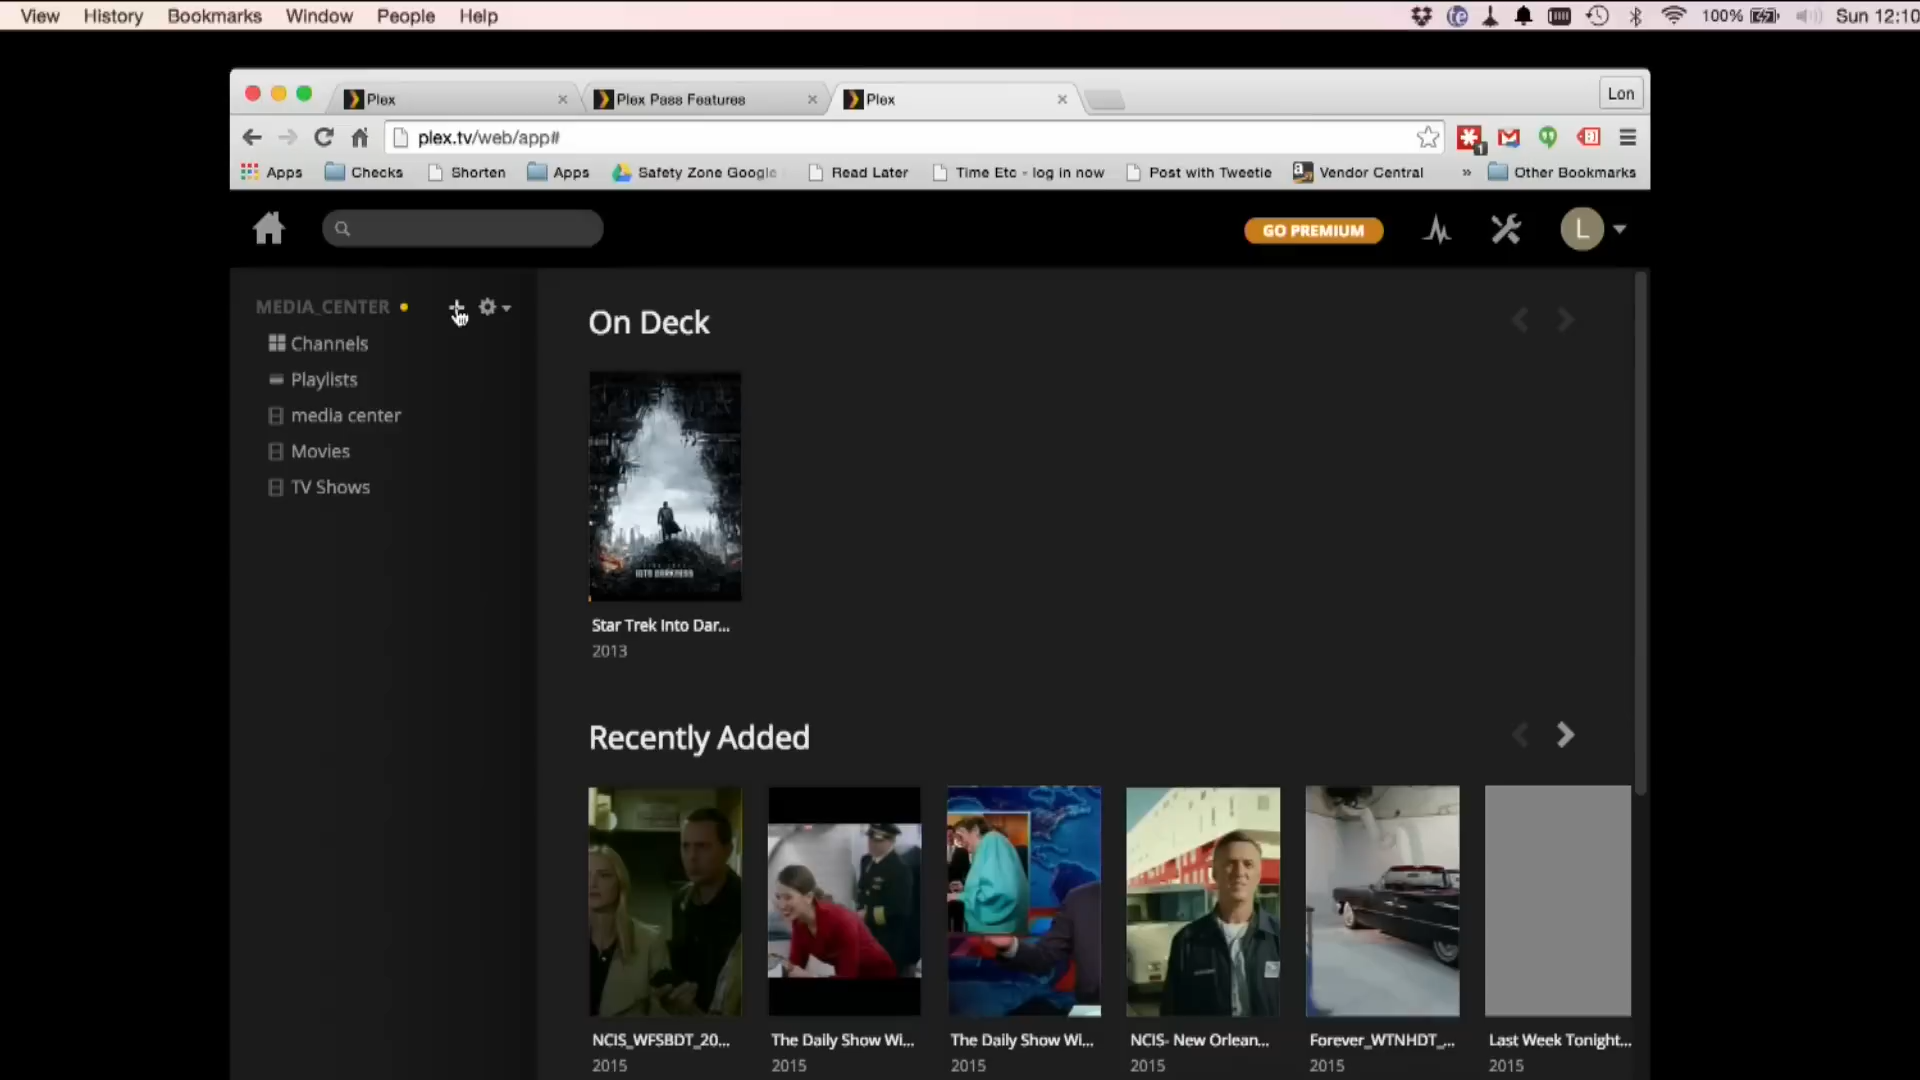 View History Bookmarks Window People Help 100% Sun 12:10
Plex Plex Pass Features Plex Lon
plex.tv/web/app#
Apps Checks Shorten Apps Safety Zone Google Read Later Time Etc - log in now Post with Tweetie Vendor Central » Other Bookmarks
GO PREMIUM L
MEDIA_CENTER
Channels
Playlists
media center
Movies
TV Shows
On Deck
INTO DARKNESS
Star Trek Into Dar...
2013
Recently Added
NCIS_WFSBDT_20... The Daily Show Wi... The Daily Show Wi... NCIS- New Orlean... Forever_WTNHDT_... Last Week Tonight...
2015 2015 2015 2015 2015 2015